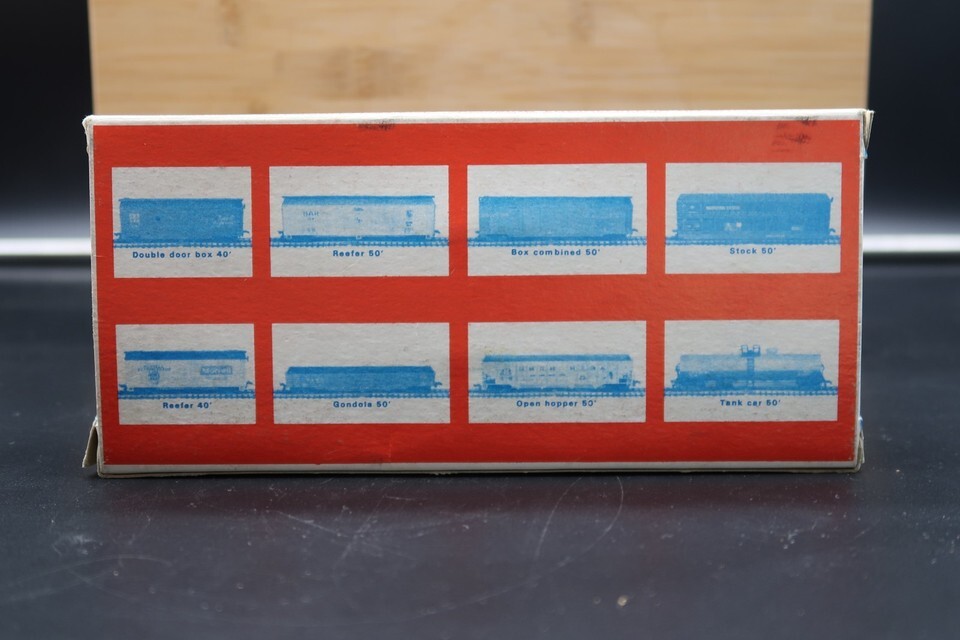 Double door box 40'
Reefer 50'
Box combined 50'
Stock 50'
Reefer 40'
Gondola 50'
Open hopper 50'
Tank car 50'